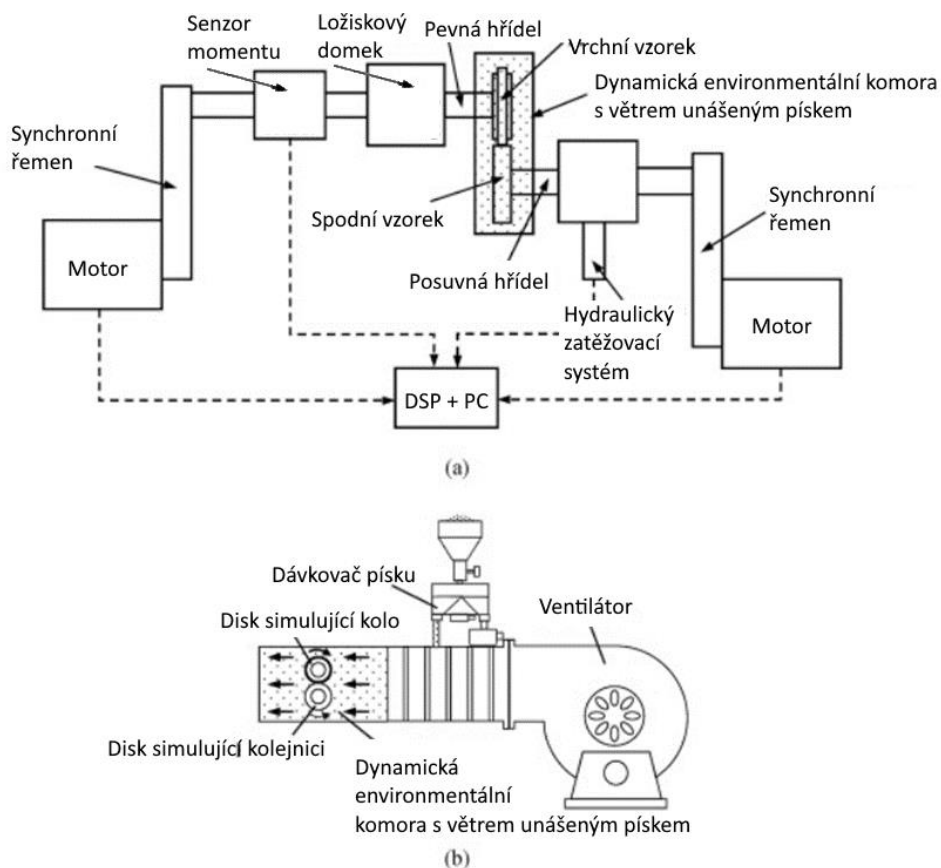 Senzor
momentu
Ložiskový
domek
Pevná hřídel
Vrchní vzorek
Dynamická environmentální komora
s větrem unášeným pískem
Synchronní
řemen
Spodní vzorek
Synchronní
řemen
Motor
Posuvná hřídel
Hydraulický
zatěžovací
systém
Motor
DSP + PC
(a)
Dávkovač písku
Ventilátor
Disk simulující kolo
Disk simulující kolejnici
Dynamická
environmentální
komora s větrem unášeným pískem
(b)